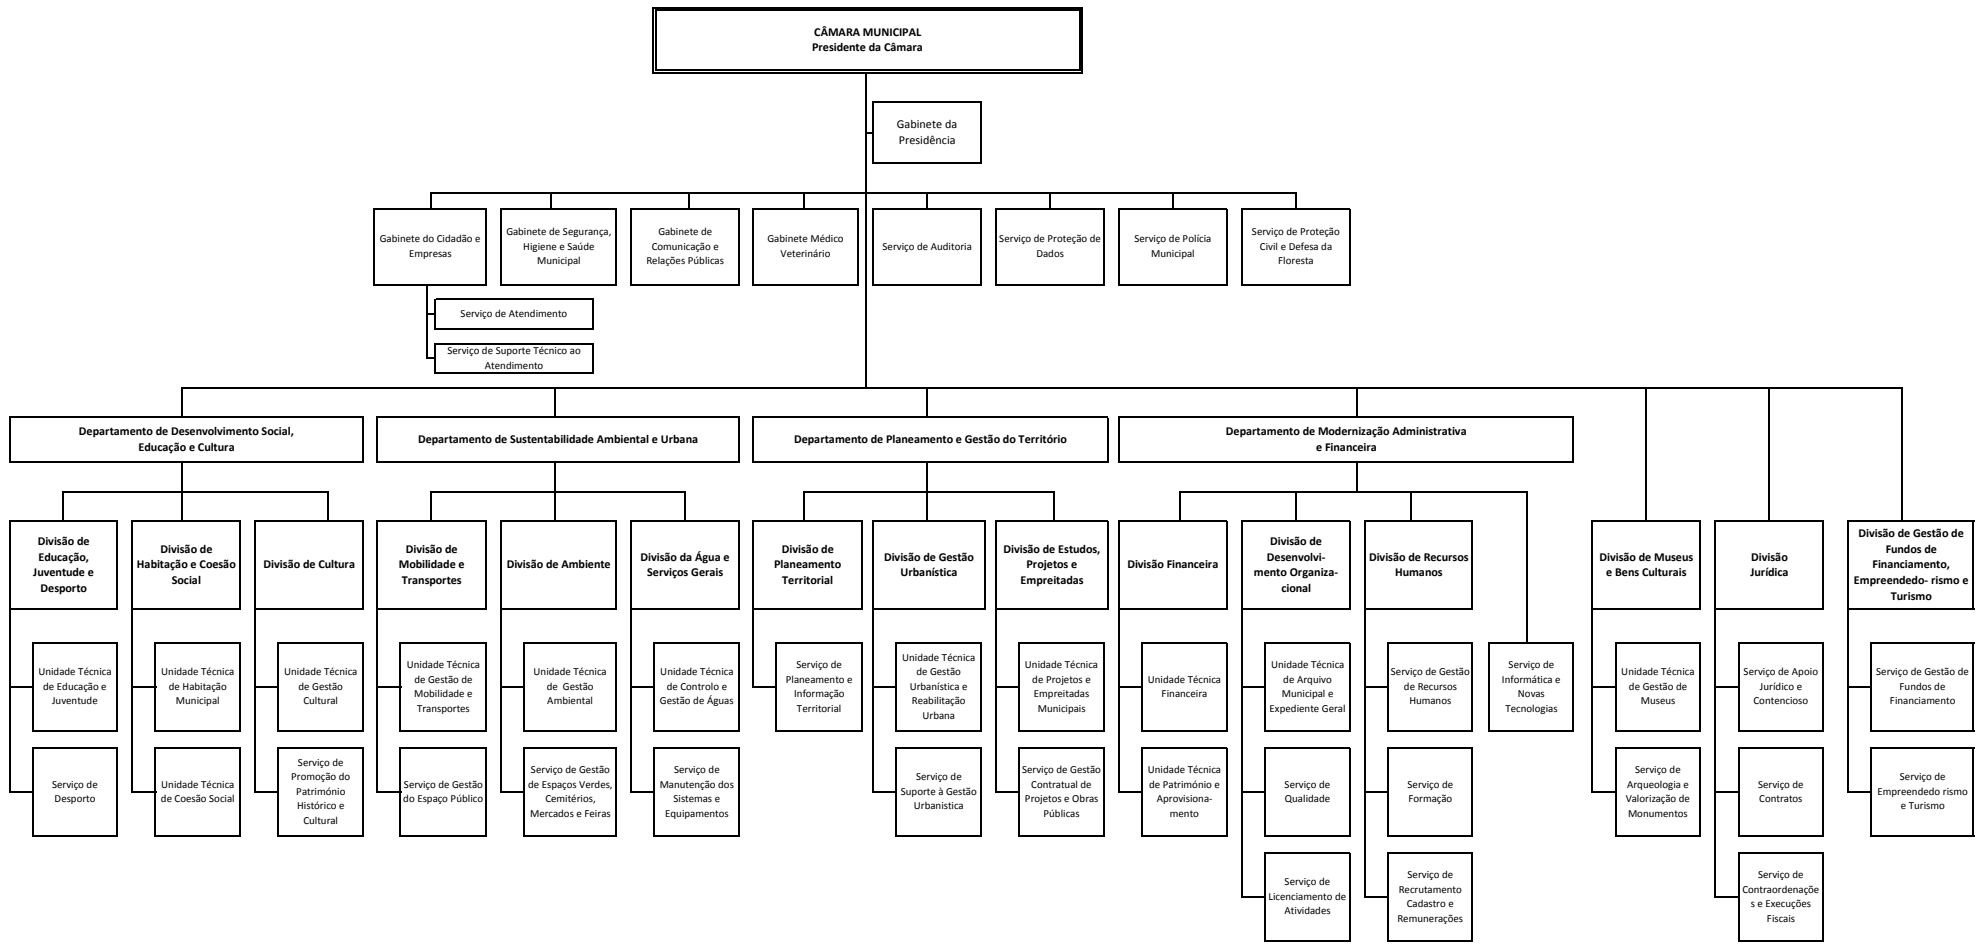 CÂMARA MUNICIPAL
Presidente da Câmara
Gabinete da
Presidência
Gabinete do Cidadão e
Empresas
Gabinete de Segurança,
Higiene e Saúde
Municipal
Gabinete de
Comunicação e
Relações Públicas
Gabinete Médico
Veterinário
Serviço de Auditoria
Serviço de Proteção de
Dados
Serviço de Polícia
Municipal
Serviço de Proteção
Civil e Defesa da
Floresta
Serviço de Atendimento
Serviço de Suporte Técnico ao
Atendimento
Departamento de Desenvolvimento Social,
Educação e Cultura
Departamento de Sustentabilidade Ambiental e Urbana
Departamento de Planeamento e Gestão do Território
Departamento de Modernização Administrativa
e Financeira
Divisão de
Educação,
Juventude e
Desporto
Divisão de
Habitação e Coesão
Social
Divisão de Cultura
Divisão de
Mobilidade e
Transportes
Divisão de Ambiente
Divisão da Água e
Serviços Gerais
Divisão de
Planeamento
Territorial
Divisão de Gestão
Urbanística
Divisão de Estudos,
Projetos e
Empreitadas
Divisão Financeira
Divisão de
Desenvolvi-
mento Organiza-
cional
Divisão de Recursos
Humanos
Divisão de Museus
e Bens Culturais
Divisão
Jurídica
Divisão de Gestão de
Fundos de
Financiamento,
Empreendedo- rismo e
Turismo
Unidade Técnica
de Educação e
Juventude
Unidade Técnica
de Habitação
Municipal
Unidade Técnica
de Gestão
Cultural
Unidade Técnica
de Gestão de
Mobilidade e
Transportes
Unidade Técnica
de Gestão
Ambiental
Unidade Técnica
de Controlo e
Gestão de Águas
Serviço de
Planeamento e
Informação
Territorial
Unidade Técnica
de Gestão
Urbanística e
Reabilitação
Urbana
Unidade Técnica
de Projetos e
Empreitadas
Municipais
Unidade Técnica
Financeira
Unidade Técnica
de Arquivo
Municipal e
Expediente Geral
Serviço de Gestão
de Recursos
Humanos
Serviço de
Informática e
Novas
Tecnologias
Unidade Técnica
de Gestão de
Museus
Serviço de Apoio
Jurídico e
Contencioso
Serviço de Gestão de
Fundos de
Financiamento
Serviço de
Desporto
Unidade Técnica
de Coesão Social
Serviço de
Promoção do
Património
Histórico e
Cultural
Serviço de Gestão
do Espaço Público
Serviço de Gestão
de Espaços Verdes,
Cemitérios,
Mercados e Feiras
Serviço de
Manutenção dos
Sistemas e
Equipamentos
Serviço de
Suporte à Gestão
Urbanistica
Serviço de Gestão
Contratual de
Projetos e Obras
Públicas
Unidade Técnica
de Património e
Aprovisiona-
mento
Serviço de
Qualidade
Serviço de
Formação
Serviço de
Arqueologia e
Valorização de
Monumentos
Serviço de
Contratos
Serviço de
Empreendedo rismo
e Turismo
Serviço de
Licenciamento de
Atividades
Serviço de
Recrutamento
Cadastro e
Remunerações
Serviço de
Contraordenaçõe
s e Execuções
Fiscais